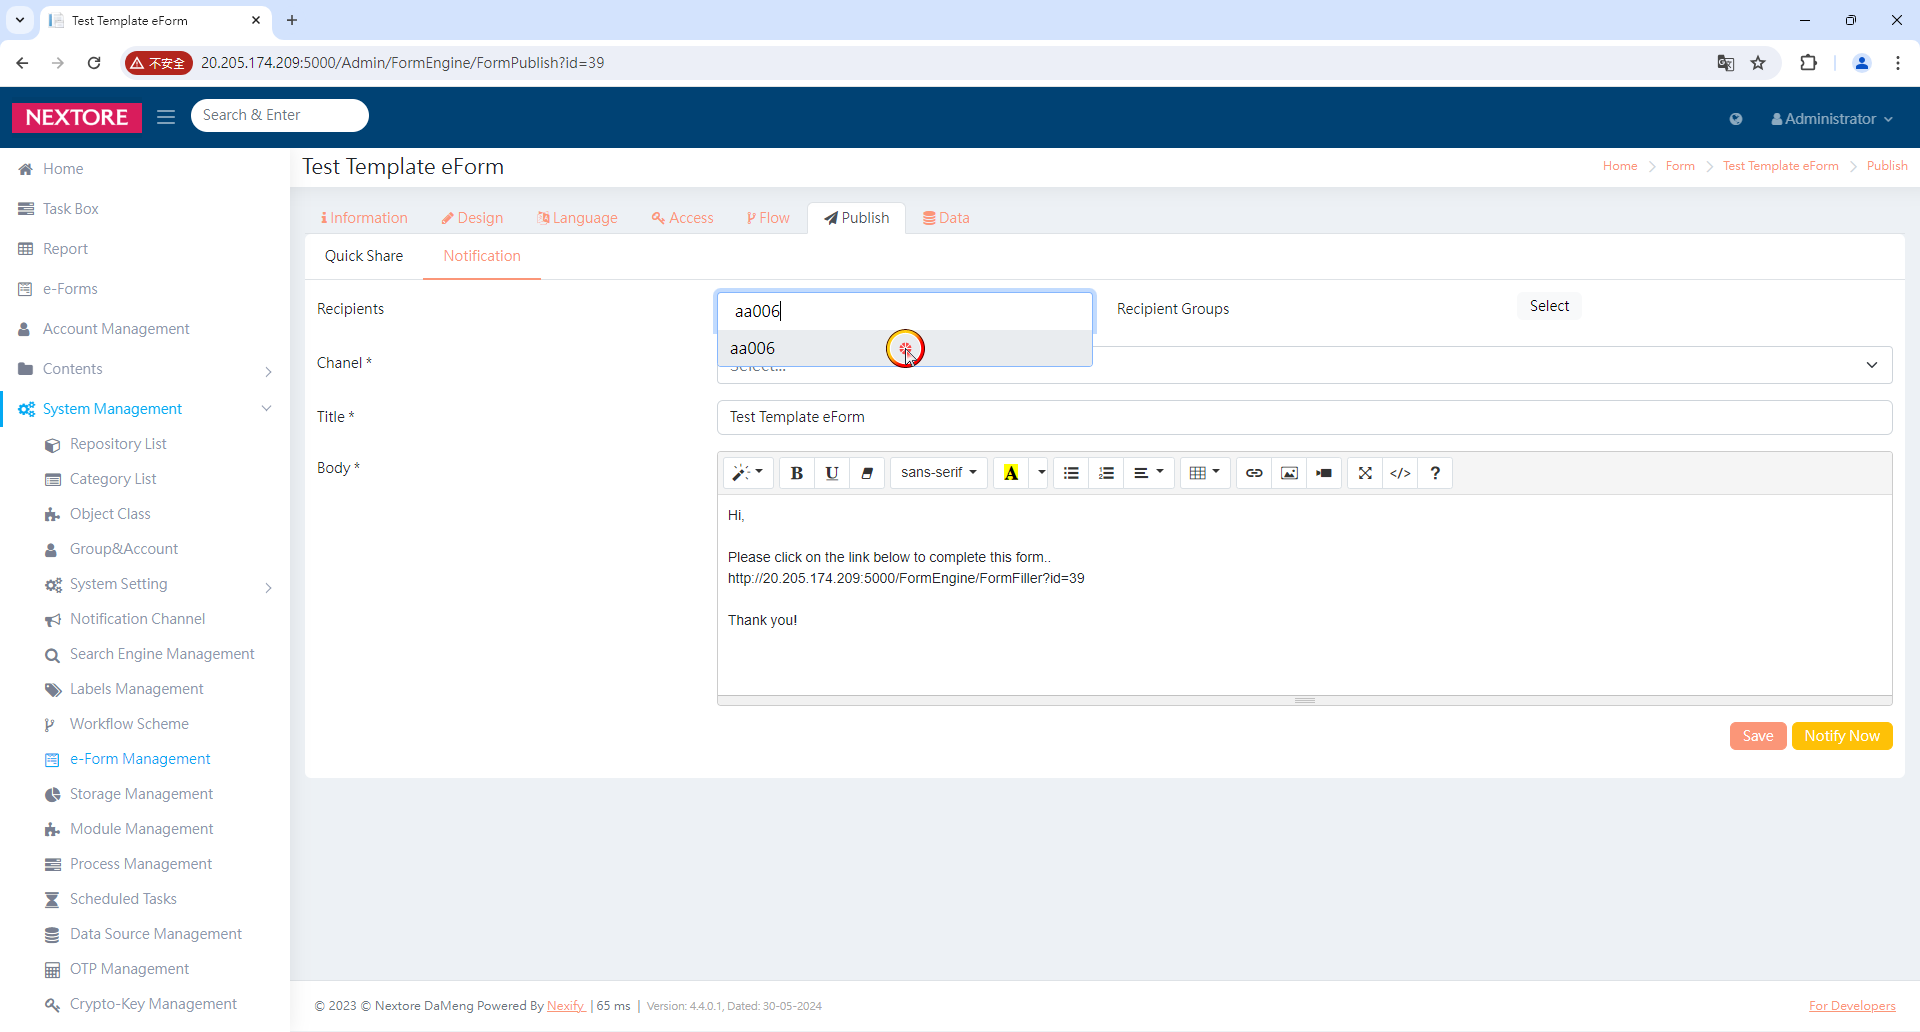 Test Template eForm
不安全
20.205.174.209:5000/Admin/FormEngine/FormPublish?id=39
NEXTORE
Search & Enter
Administrator
Home
Task Box
Report
e-Forms
Account Management
Contents
System Management
Repository List
Category List
Object Class
Group&Account
System Setting
Notification Channel
Search Engine Management
Labels Management
Workflow Scheme
e-Form Management
Storage Management
Module Management
Process Management
Scheduled Tasks
Data Source Management
OTP Management
Crypto-Key Management
Test Template eForm
Home > Form > Test Template eForm > Publish
Information Design Language Access Flow Publish Data
Quick Share Notification
Recipients aa006 Recipient Groups Select
aa006
Chanel * Select...
Title * Test Template eForm
Body *
B U sans-serif A </> ?
Hi,
Please click on the link below to complete this form..
http://20.205.174.209:5000/FormEngine/FormFiller?id=39
Thank you!
Save Notify Now
© 2023 © Nextore DaMeng Powered By Nexify | 65 ms | Version: 4.4.0.1, Dated: 30-05-2024
For Developers